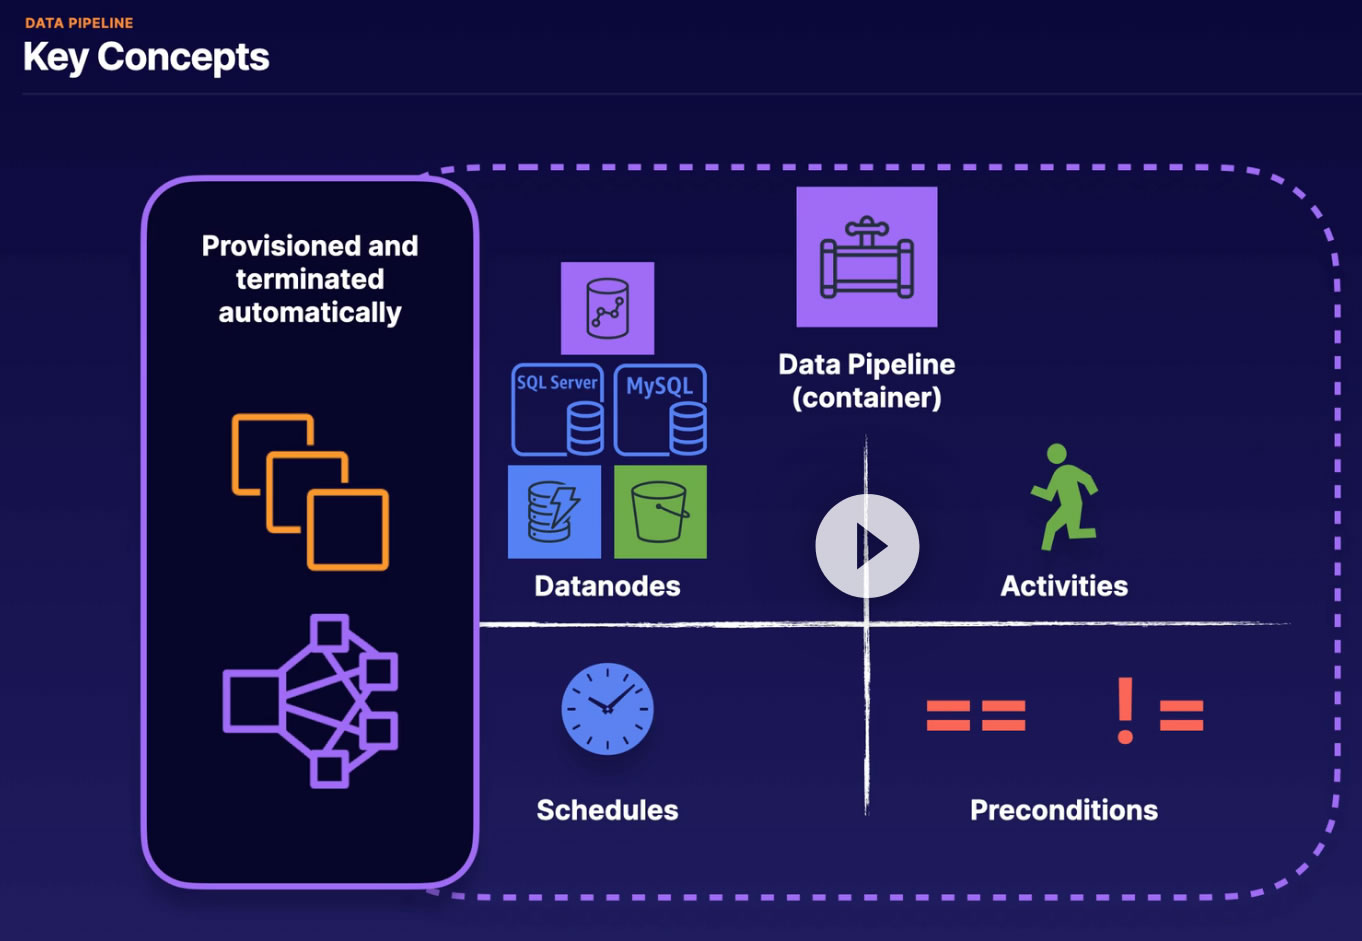 DATA PIPELINE
Key Concepts
Provisioned and
terminated
automatically
SQL Server
MySQL
Datanodes
Data Pipeline
(container)
Activities
Schedules
== !=
Preconditions